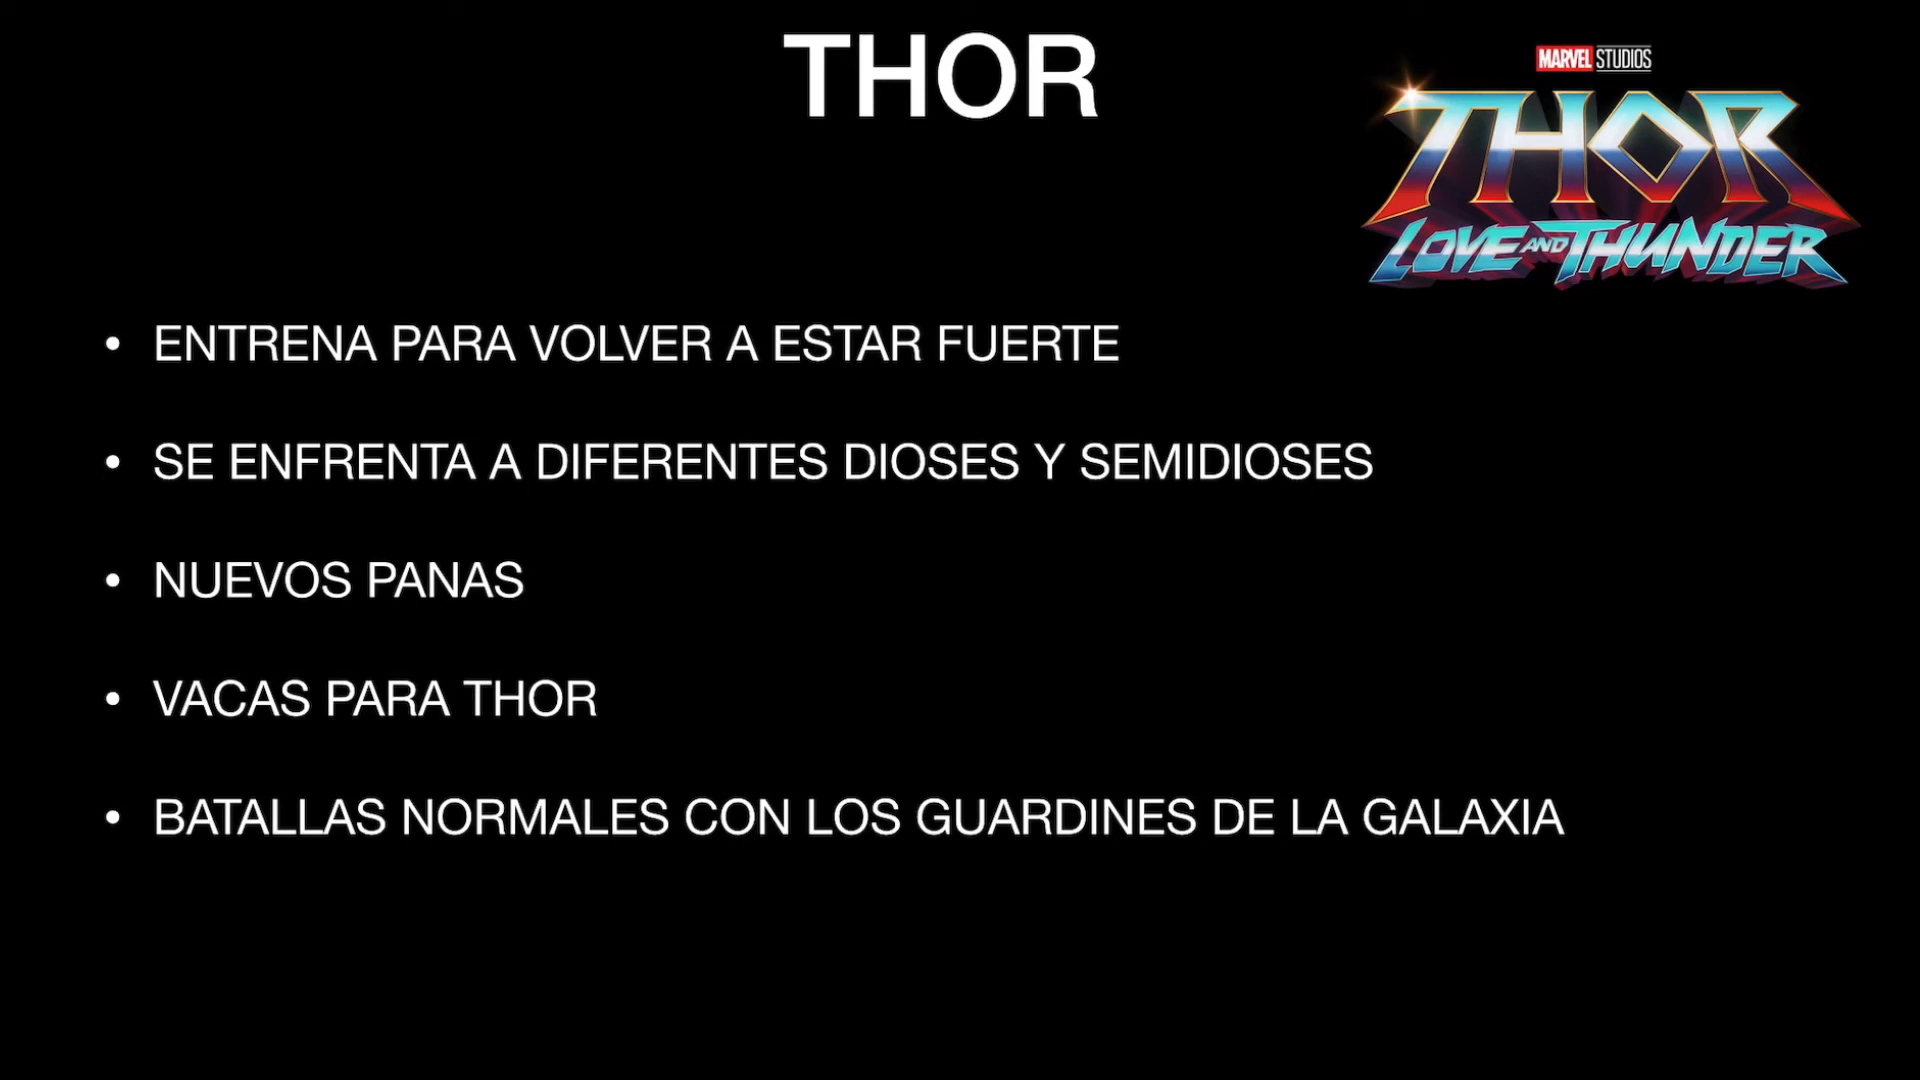 THOR
MARVEL STUDIOS
THOR
LOVE AND THUNDER
• ENTRENA PARA VOLVER A ESTAR FUERTE
• SE ENFRENTA A DIFERENTES DIOSES Y SEMIDIOSES
• NUEVOS PANAS
• VACAS PARA THOR
• BATALLAS NORMALES CON LOS GUARDINES DE LA GALAXIA